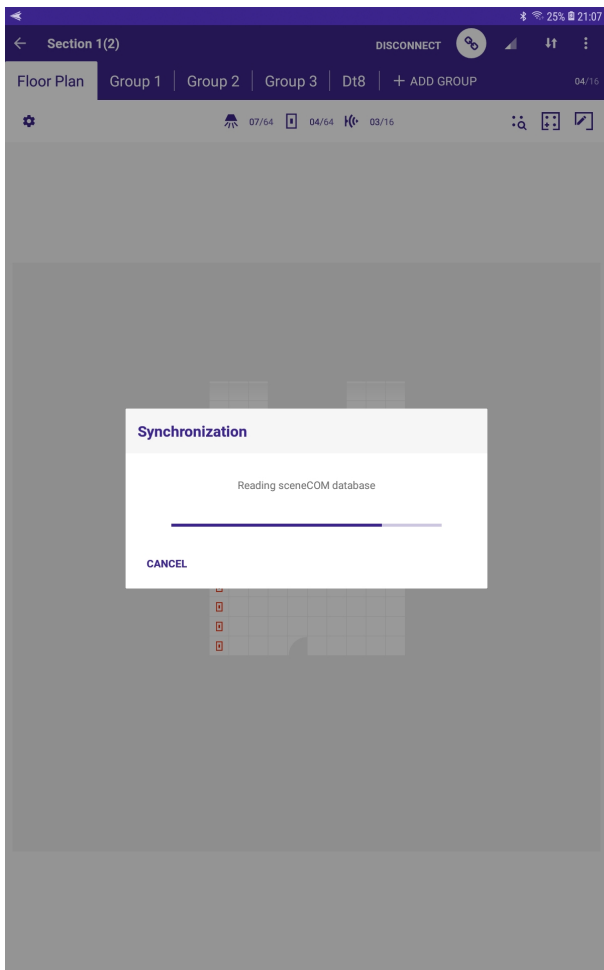 25% 21:07
Section 1(2) DISCONNECT
Floor Plan Group 1 Group 2 Group 3 Dt8 + ADD GROUP 04/16
07/64 04/64 03/16
Synchronization
Reading sceneCOM database
CANCEL